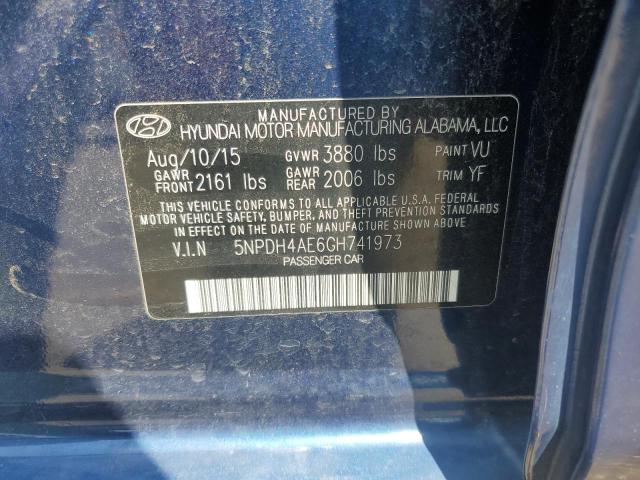 MANUFACTURED BY
HYUNDAI MOTOR MANUFACTURING ALABAMA, LLC
Aug/10/15 GVWR 3880 lbs PAINT VU
GAWR FRONT 2161 lbs GAWR REAR 2006 lbs TRIM YF
THIS VEHICLE CONFORMS TO ALL APPLICABLE U.S.A. FEDERAL
MOTOR VEHICLE SAFETY, BUMPER, AND THEFT PREVENTION STANDARDS
IN EFFECT ON THE DATE OF MANUFACTURE SHOWN ABOVE.
V.I.N 5NPDH4AE6GH741973
PASSENGER CAR